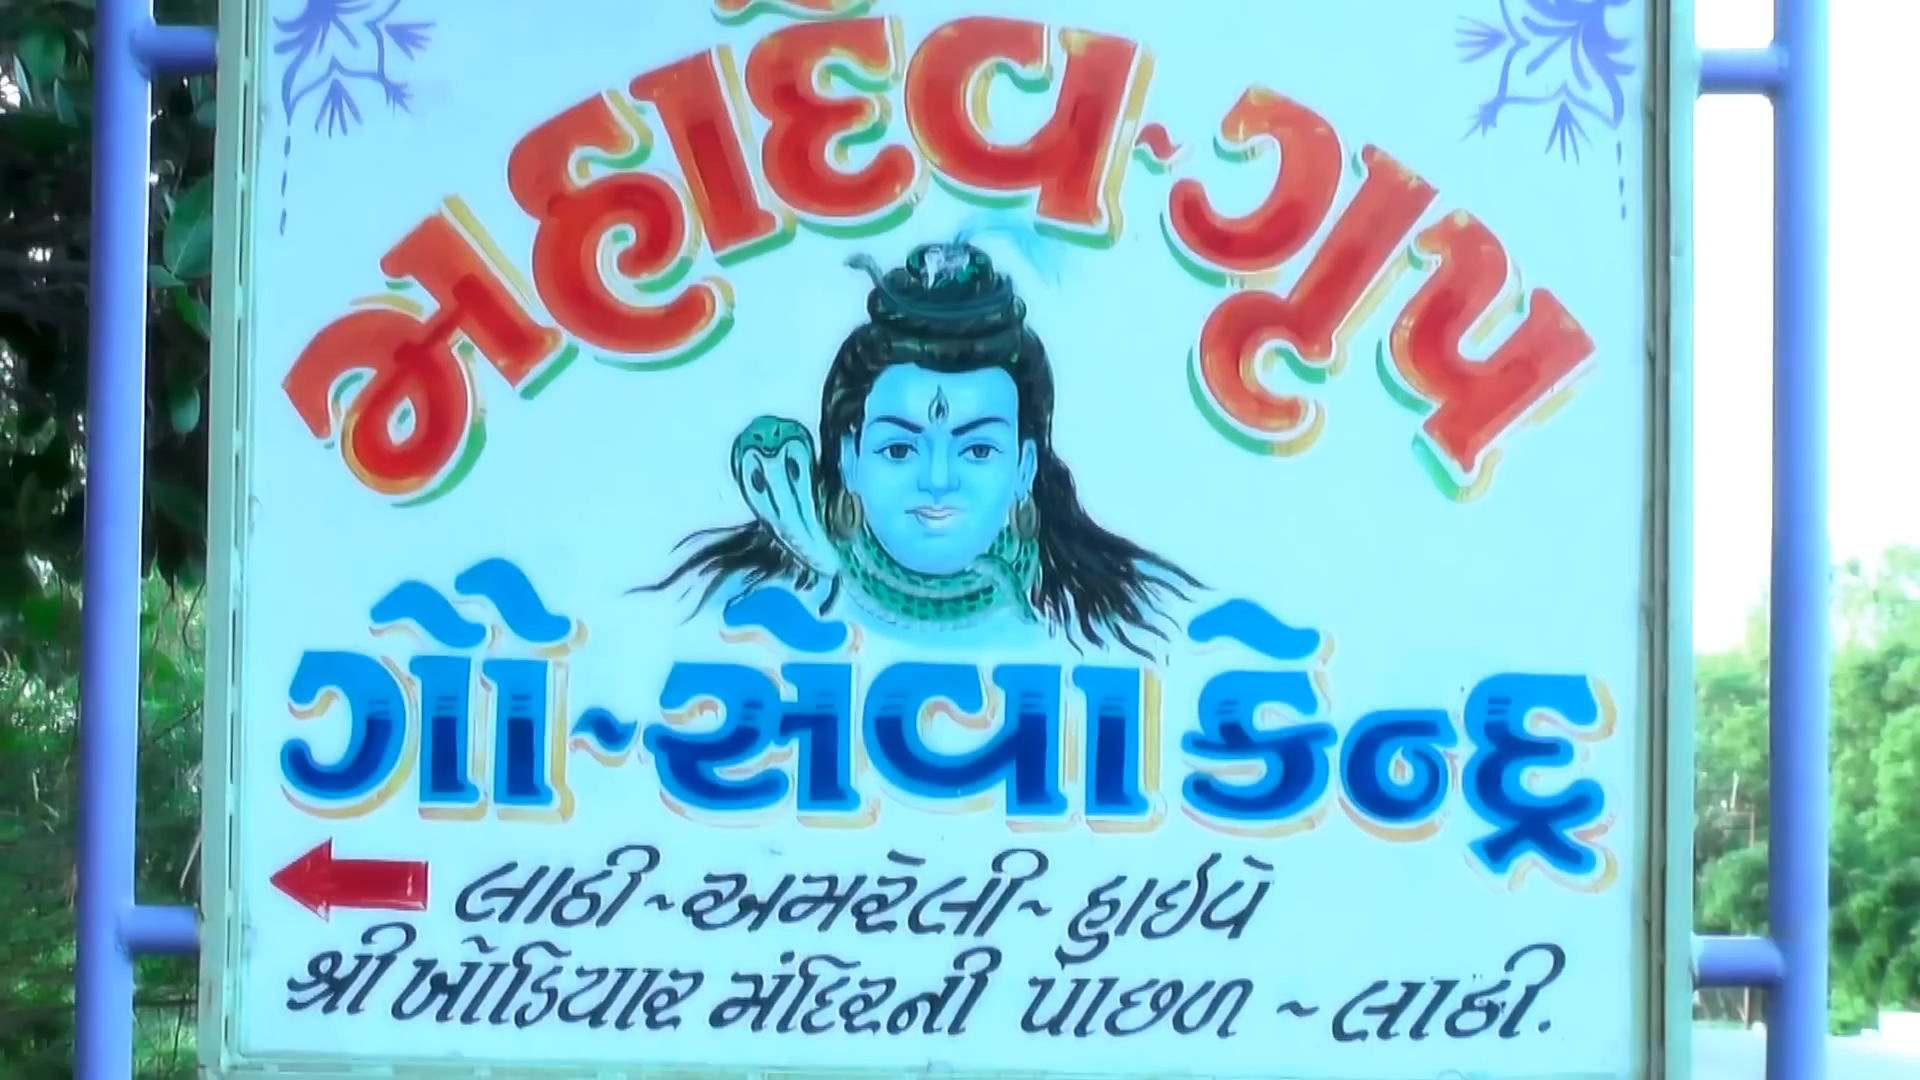 મહાદેવ~ગૃપ
ગૌ~સેવા કેન્દ્ર
લાઠી~અમરેલી~હાઇવે
શ્રી ખોડિયાર મંદિરની પાછળ ~ લાઠી.